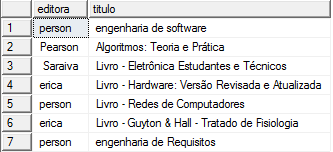 editora titulo
1 person engenharia de software
2 Pearson Algoritmos: Teoria e Prática
3 Saraiva Livro - Eletrônica Estudantes e Técnicos
4 erica Livro - Hardware: Versão Revisada e Atualizada
5 person Livro - Redes de Computadores
6 erica Livro - Guyton & Hall - Tratado de Fisiologia
7 person engenharia de Requisitos